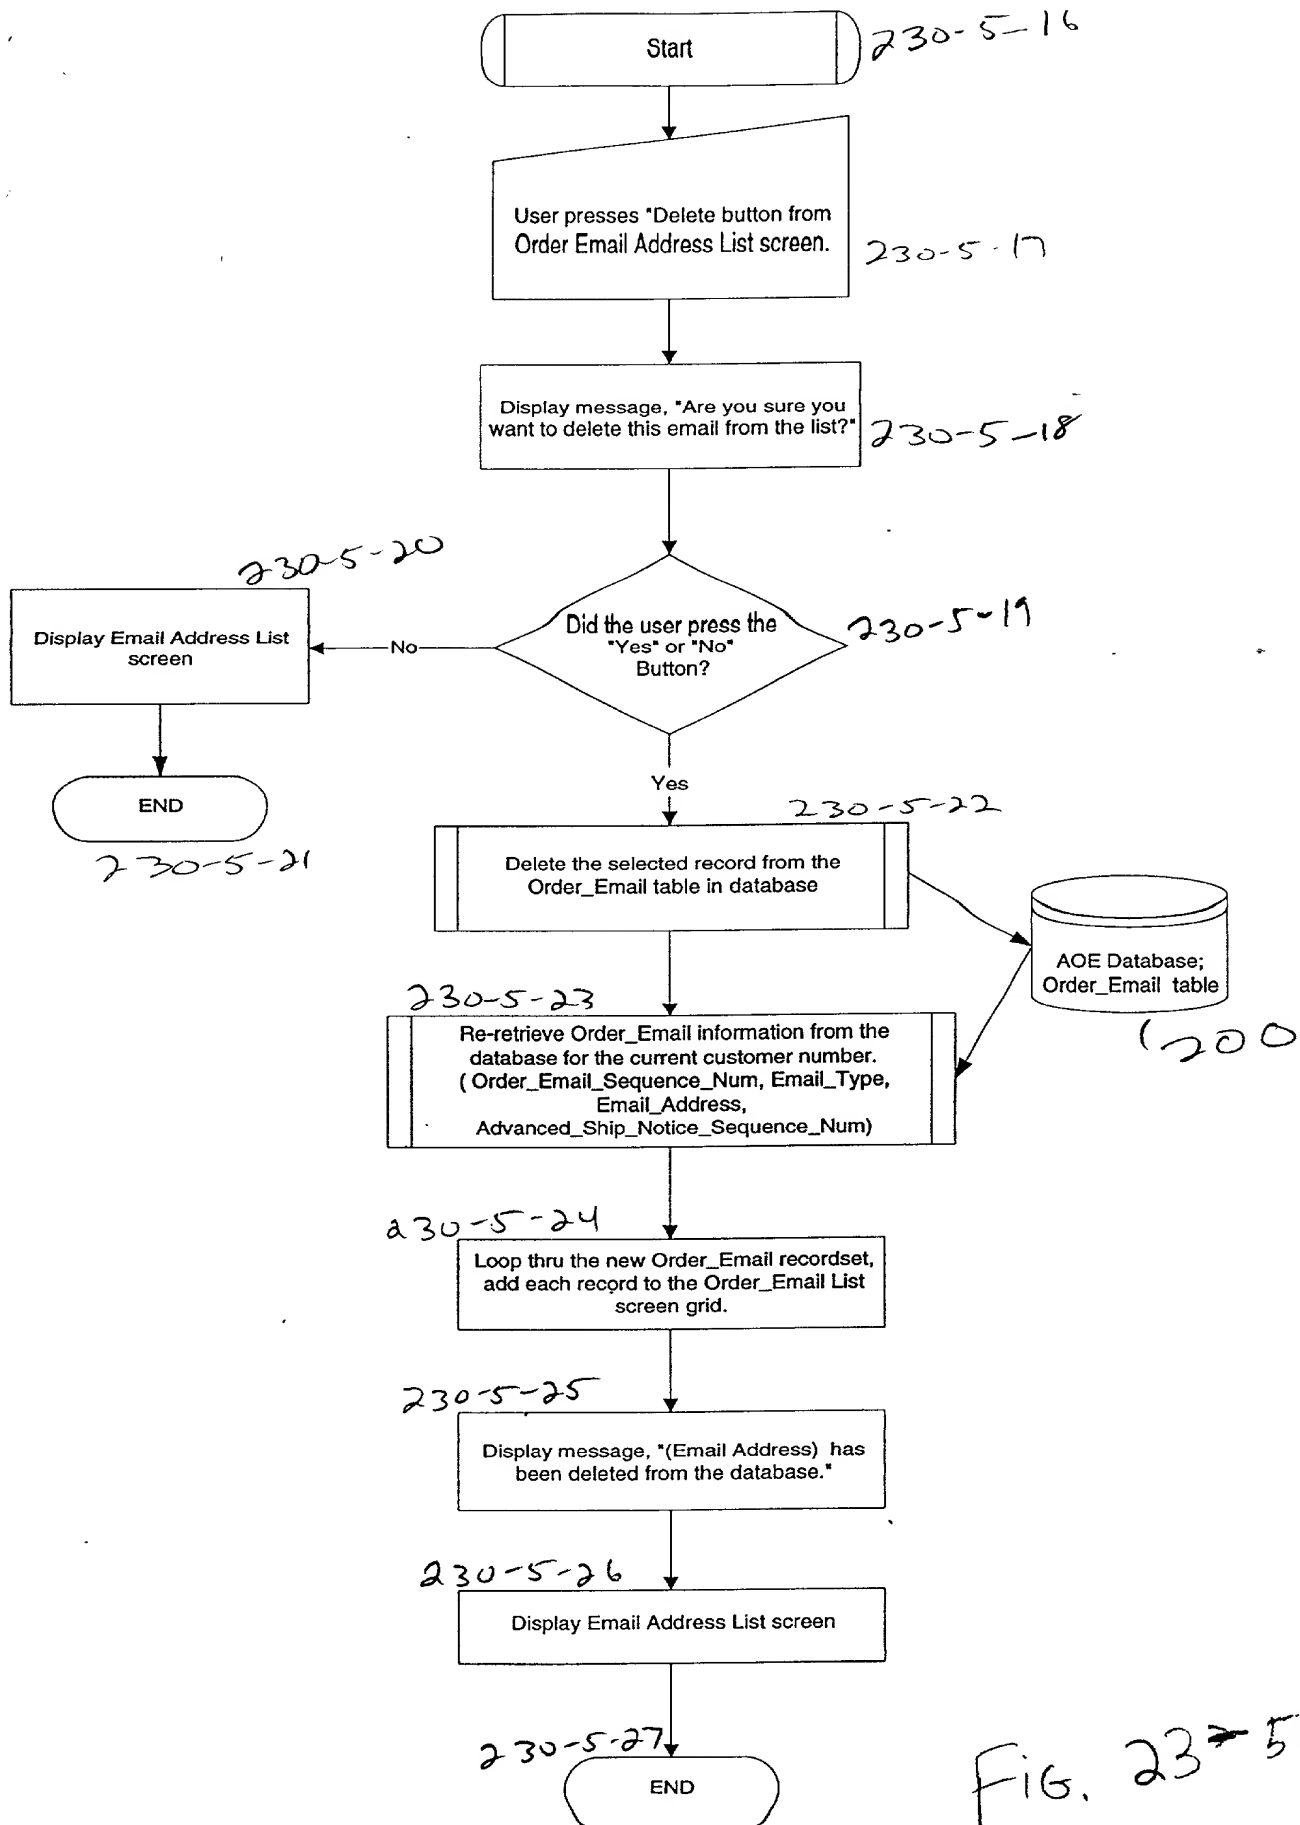 Start
230-5-16
User presses "Delete button from
Order Email Address List screen.
230-5-17
Display message, "Are you sure you
want to delete this email from the list?"
230-5-18
230-5-20
Display Email Address List
screen
No
Did the user press the
"Yes" or "No"
Button?
230-5-19
END
230-5-21
Yes
230-5-22
Delete the selected record from the
Order_Email table in database
AOE Database;
Order_Email table
200
230-5-23
Re-retrieve Order_Email information from the
database for the current customer number.
( Order_Email_Sequence_Num, Email_Type,
Email_Address,
Advanced_Ship_Notice_Sequence_Num)
230-5-24
Loop thru the new Order_Email recordset,
add each record to the Order_Email List
screen grid.
230-5-25
Display message, "(Email Address) has
been deleted from the database."
230-5-26
Display Email Address List screen
230-5-27
END
FIG. 23-5